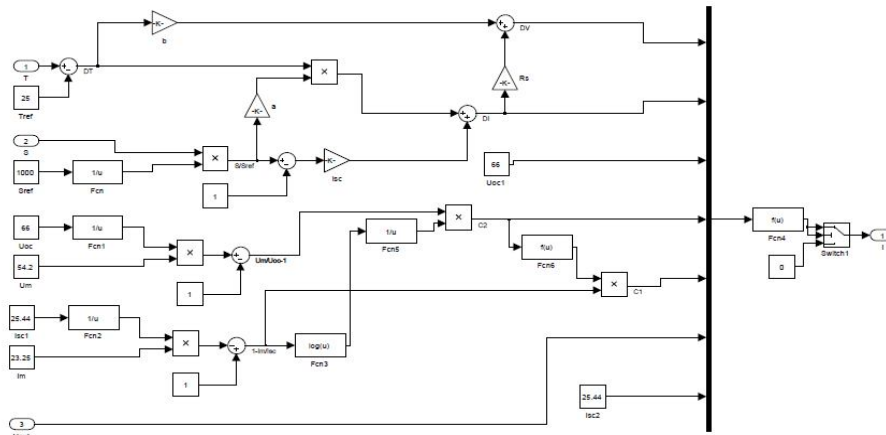 -K-
b
DV
1
T
DT
25
Tref
-K-
Rs
-K-
a
DI
2
S
1000
Sref
1/u
Fcn
S/Sref
1
-K-
Isc
66
Uoc1
66
Uoc
1/u
Fcn1
54.2
Um
1
Um/Uoc-1
1/u
Fcn5
C2
f(u)
Fcn6
C1
f(u)
Fcn4
0
Switch1
1
I
25.44
Isc1
1/u
Fcn2
23.25
Im
1
1-Im/Isc
log(u)
Fcn3
25.44
Isc2
3